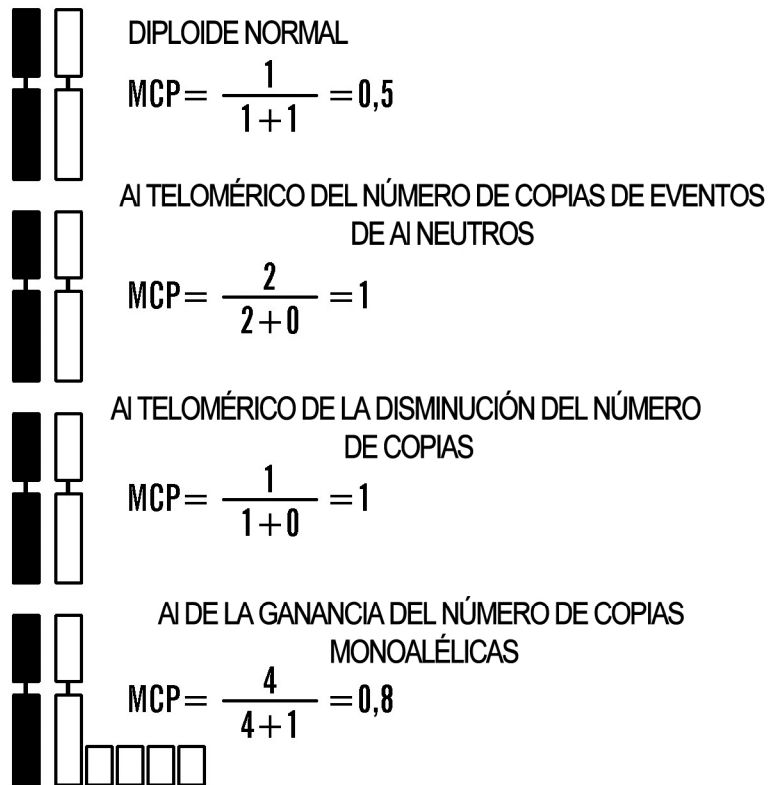 DIPLOIDE NORMAL
MCP= 1 / 1+1 =0,5
AI TELOMÉRICO DEL NÚMERO DE COPIAS DE EVENTOS
DE AI NEUTROS
MCP= 2 / 2+0 =1
AI TELOMÉRICO DE LA DISMINUCIÓN DEL NÚMERO
DE COPIAS
MCP= 1 / 1+0 =1
AI DE LA GANANCIA DEL NÚMERO DE COPIAS
MONOALÉLICAS
MCP= 4 / 4+1 =0,8